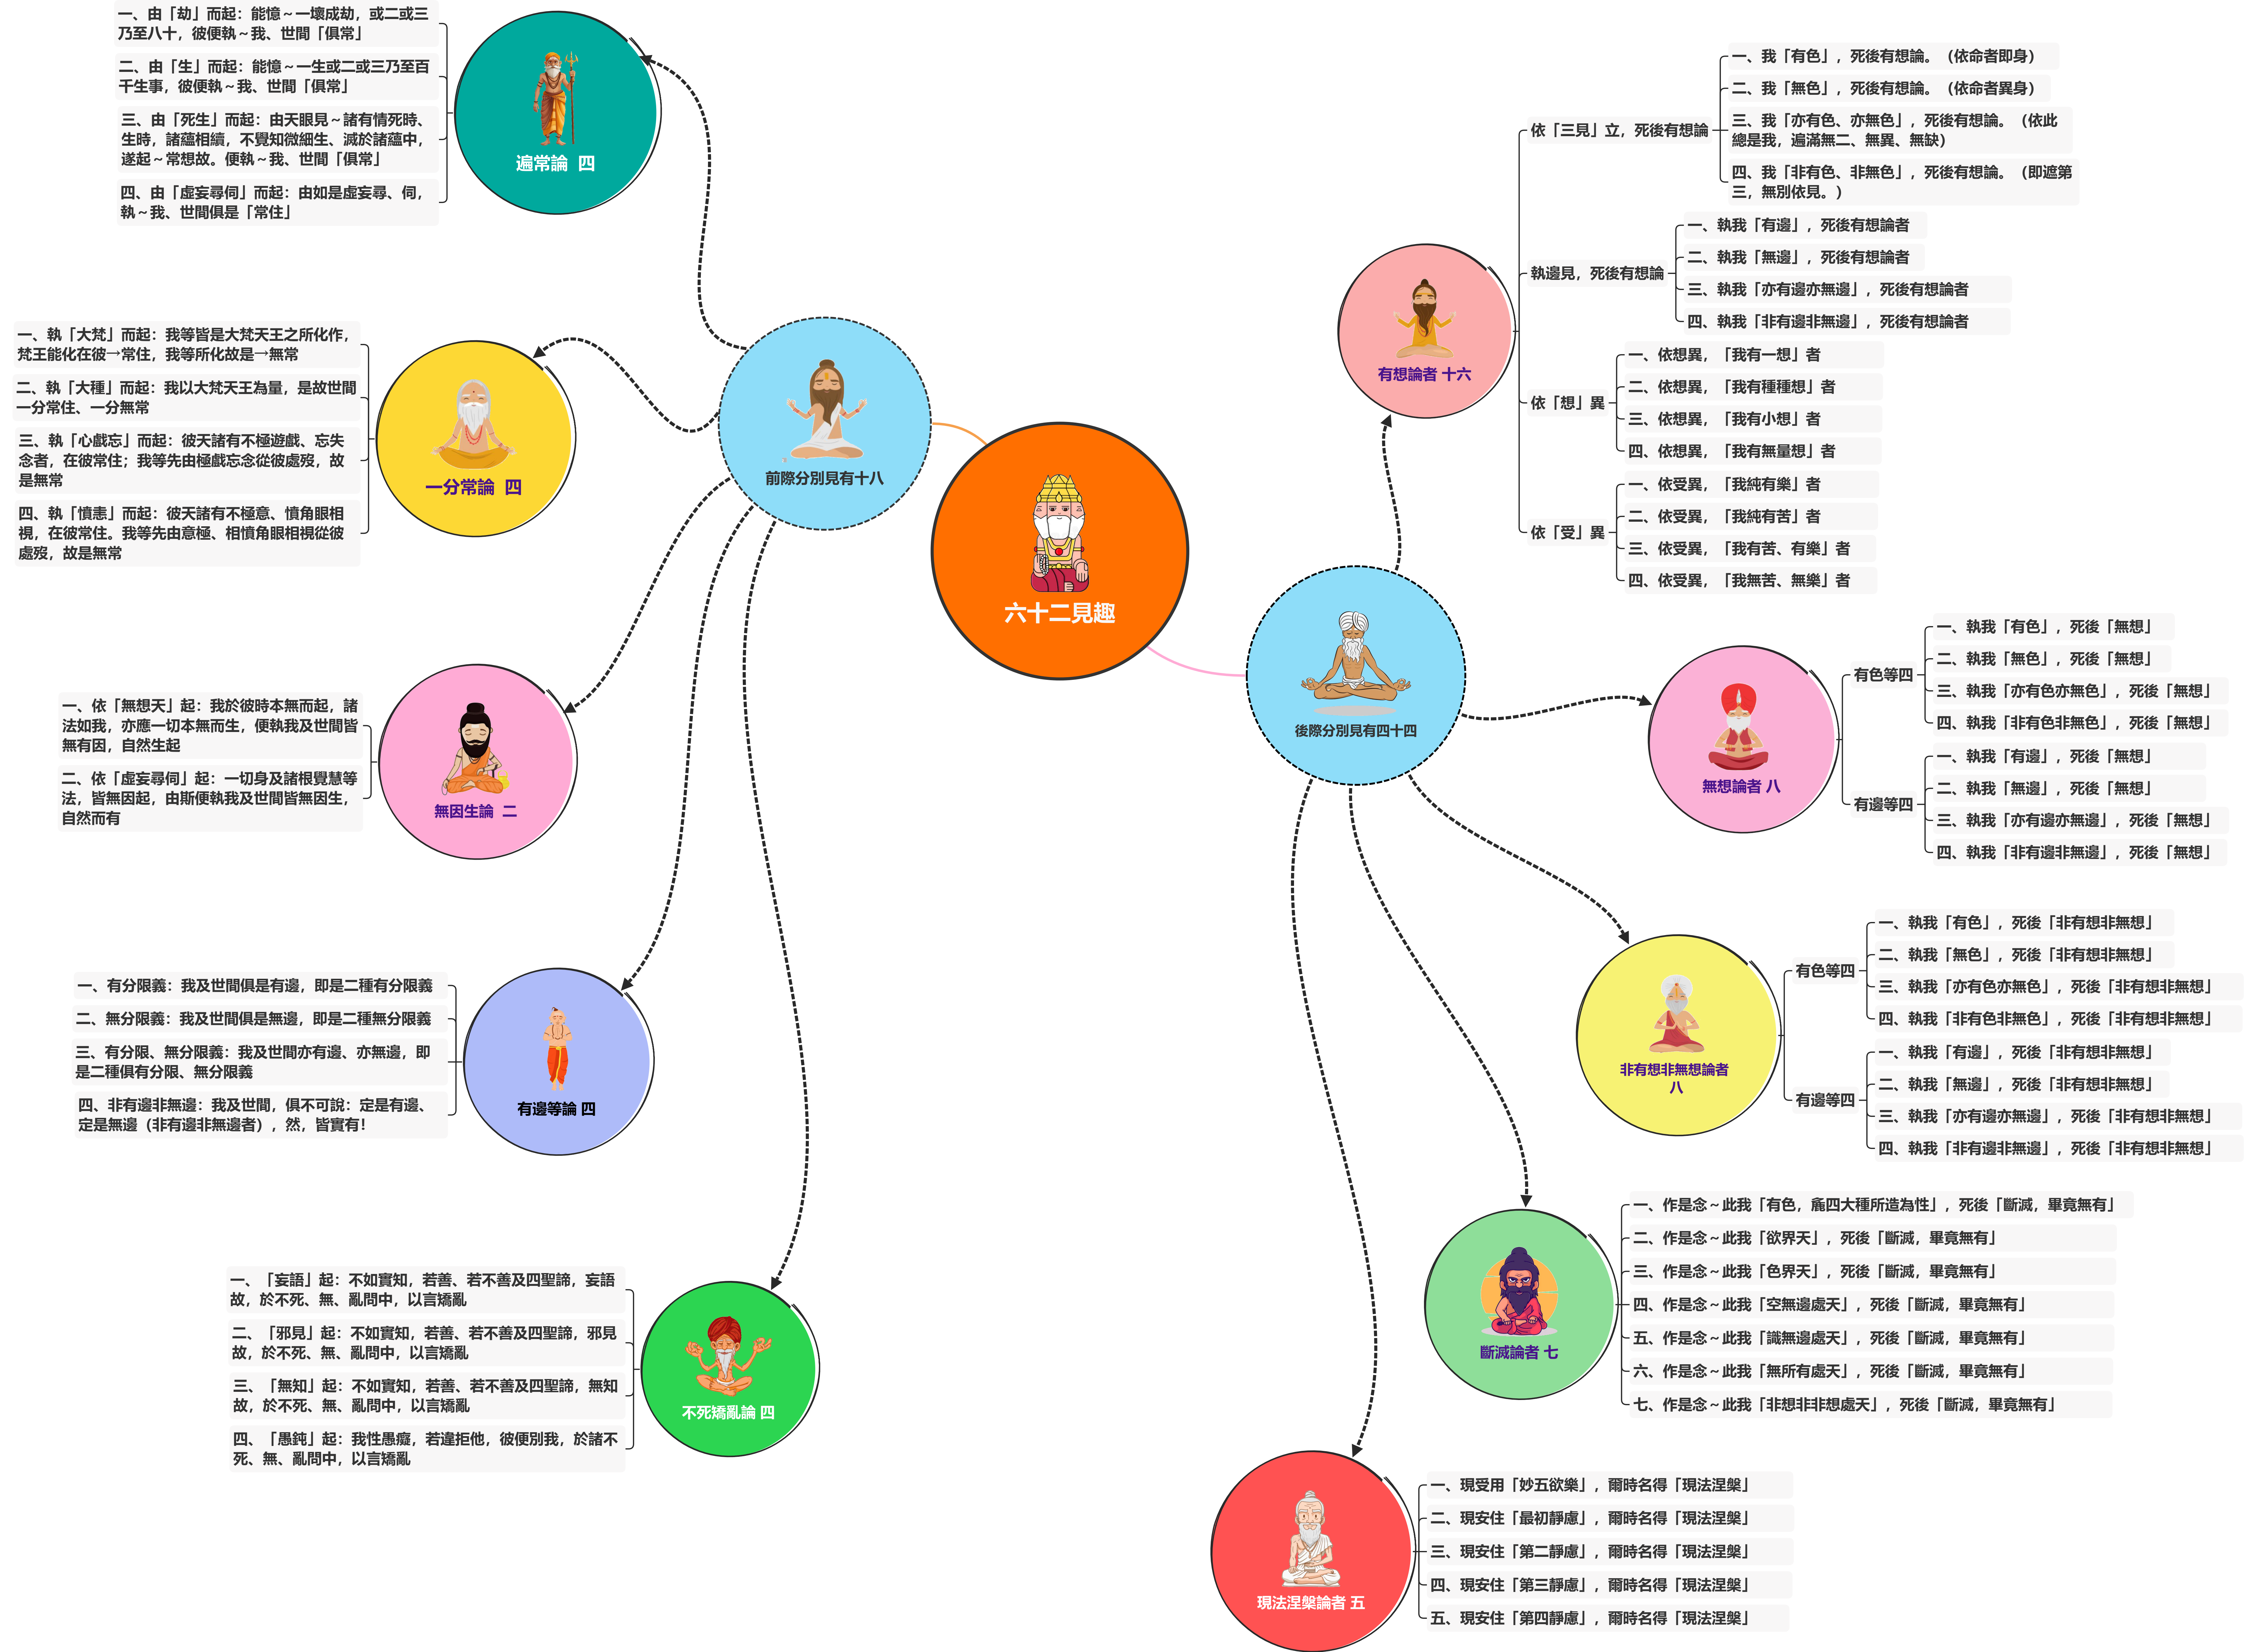 六十二見趣
前際分別見有十八
遍常論 四
一、由「劫」而起：能憶～一壞成劫，或二或三
乃至八十，彼便執～我、世間「俱常」
二、由「生」而起：能憶～一生或二或三乃至百
千生事，彼便執～我、世間「俱常」
三、由「死生」而起：由天眼見～諸有情死時、
生時，諸蘊相續，不覺知微細生、滅於諸蘊中，
遂起～常想故。便執～我、世間「俱常」
四、由「虛妄尋伺」而起：由如是虛妄尋、伺，
執～我、世間俱是「常住」
一分常論 四
一、執「大梵」而起：我等皆是大梵天王之所化作，
梵王能化在彼→常住，我等所化故是→無常
二、執「大種」而起：我以大梵天王為量，是故世間
一分常住、一分無常
三、執「心戲忘」而起：彼天諸有不極遊戲、忘失
念者，在彼常住；我等先由極戲忘念從彼處歿，故
是無常
四、執「憤恚」而起：彼天諸有不極意、憤角眼相
視，在彼常住。我等先由意極、相憤角眼相視從彼
處歿，故是無常
無因生論 二
一、依「無想天」起：我於彼時本無而起，諸
法如我，亦應一切本無而生，便執我及世間皆
無有因，自然生起
二、依「虛妄尋伺」起：一切身及諸根覺慧等
法，皆無因起，由斯便執我及世間皆無因生，
自然而有
有邊等論 四
一、有分限義：我及世間俱是有邊，即是二種有分限義
二、無分限義：我及世間俱是無邊，即是二種無分限義
三、有分限、無分限義：我及世間亦有邊、亦無邊，即
是二種俱有分限、無分限義
四、非有邊非無邊：我及世間，俱不可說：定是有邊、
定是無邊（非有邊非無邊者），然，皆實有！
不死矯亂論 四
一、「妄語」起：不如實知，若善、若不善及四聖諦，妄語
故，於不死、無、亂問中，以言矯亂
二、「邪見」起：不如實知，若善、若不善及四聖諦，邪見
故，於不死、無、亂問中，以言矯亂
三、「無知」起：不如實知，若善、若不善及四聖諦，無知
故，於不死、無、亂問中，以言矯亂
四、「愚鈍」起：我性愚癡，若違拒他，彼便別我，於諸不
死、無、亂問中，以言矯亂
後際分別見有四十四
有想論者 十六
依「三見」立，死後有想論
一、我「有色」，死後有想論。（依命者即身）
二、我「無色」，死後有想論。（依命者異身）
三、我「亦有色、亦無色」，死後有想論。（依此
總是我，遍滿無二、無異、無缺）
四、我「非有色、非無色」，死後有想論。（即遮第
三，無別依見。）
執邊見，死後有想論
一、執我「有邊」，死後有想論者
二、執我「無邊」，死後有想論者
三、執我「亦有邊亦無邊」，死後有想論者
四、執我「非有邊非無邊」，死後有想論者
依「想」異
一、依想異，「我有一想」者
二、依想異，「我有種種想」者
三、依想異，「我有小想」者
四、依想異，「我有無量想」者
依「受」異
一、依受異，「我純有樂」者
二、依受異，「我純有苦」者
三、依受異，「我有苦、有樂」者
四、依受異，「我無苦、無樂」者
無想論者 八
有色等四
一、執我「有色」，死後「無想」
二、執我「無色」，死後「無想」
三、執我「亦有色亦無色」，死後「無想」
四、執我「非有色非無色」，死後「無想」
有邊等四
一、執我「有邊」，死後「無想」
二、執我「無邊」，死後「無想」
三、執我「亦有邊亦無邊」，死後「無想」
四、執我「非有邊非無邊」，死後「無想」
非有想非無想論者
八
有色等四
一、執我「有色」，死後「非有想非無想」
二、執我「無色」，死後「非有想非無想」
三、執我「亦有色亦無色」，死後「非有想非無想」
四、執我「非有色非無色」，死後「非有想非無想」
有邊等四
一、執我「有邊」，死後「非有想非無想」
二、執我「無邊」，死後「非有想非無想」
三、執我「亦有邊亦無邊」，死後「非有想非無想」
四、執我「非有邊非無邊」，死後「非有想非無想」
斷滅論者 七
一、作是念～此我「有色，麁四大種所造為性」，死後「斷滅，畢竟無有」
二、作是念～此我「欲界天」，死後「斷滅，畢竟無有」
三、作是念～此我「色界天」，死後「斷滅，畢竟無有」
四、作是念～此我「空無邊處天」，死後「斷滅，畢竟無有」
五、作是念～此我「識無邊處天」，死後「斷滅，畢竟無有」
六、作是念～此我「無所有處天」，死後「斷滅，畢竟無有」
七、作是念～此我「非想非非想處天」，死後「斷滅，畢竟無有」
現法涅槃論者 五
一、現受用「妙五欲樂」，爾時名得「現法涅槃」
二、現安住「最初靜慮」，爾時名得「現法涅槃」
三、現安住「第二靜慮」，爾時名得「現法涅槃」
四、現安住「第三靜慮」，爾時名得「現法涅槃」
五、現安住「第四靜慮」，爾時名得「現法涅槃」